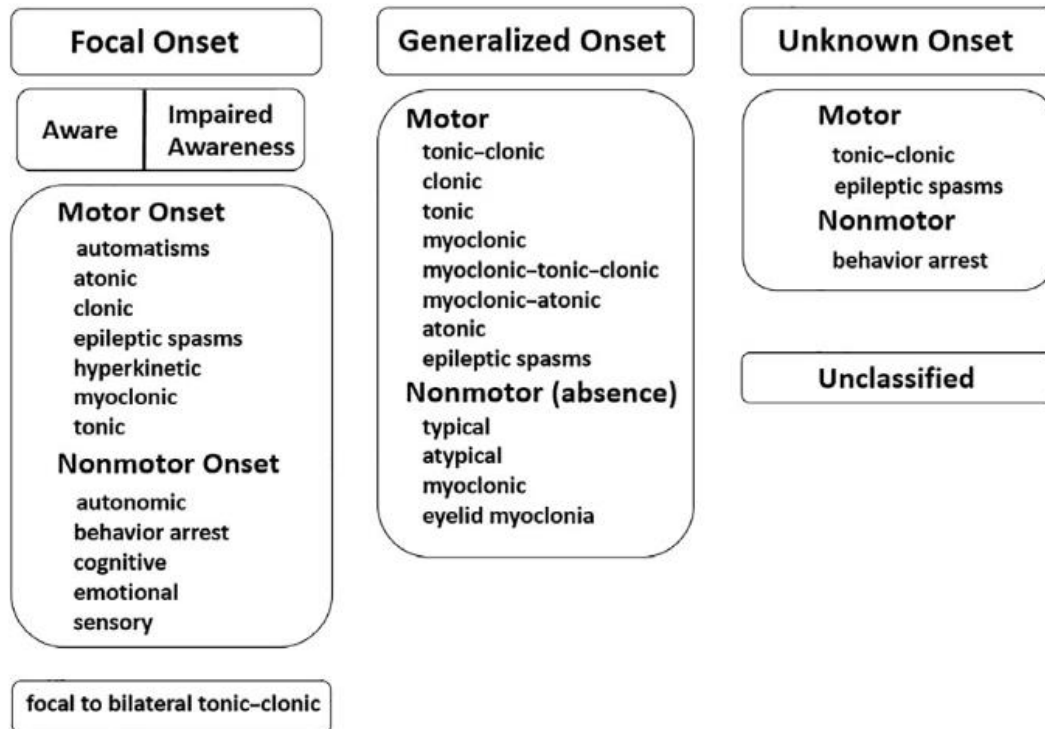 Focal Onset
Aware
Impaired
Awareness
Motor Onset
automatisms
atonic
clonic
epileptic spasms
hyperkinetic
myoclonic
tonic
Nonmotor Onset
autonomic
behavior arrest
cognitive
emotional
sensory
focal to bilateral tonic–clonic
Generalized Onset
Motor
tonic–clonic
clonic
tonic
myoclonic
myoclonic–tonic–clonic
myoclonic–atonic
atonic
epileptic spasms
Nonmotor (absence)
typical
atypical
myoclonic
eyelid myoclonia
Unknown Onset
Motor
tonic–clonic
epileptic spasms
Nonmotor
behavior arrest
Unclassified